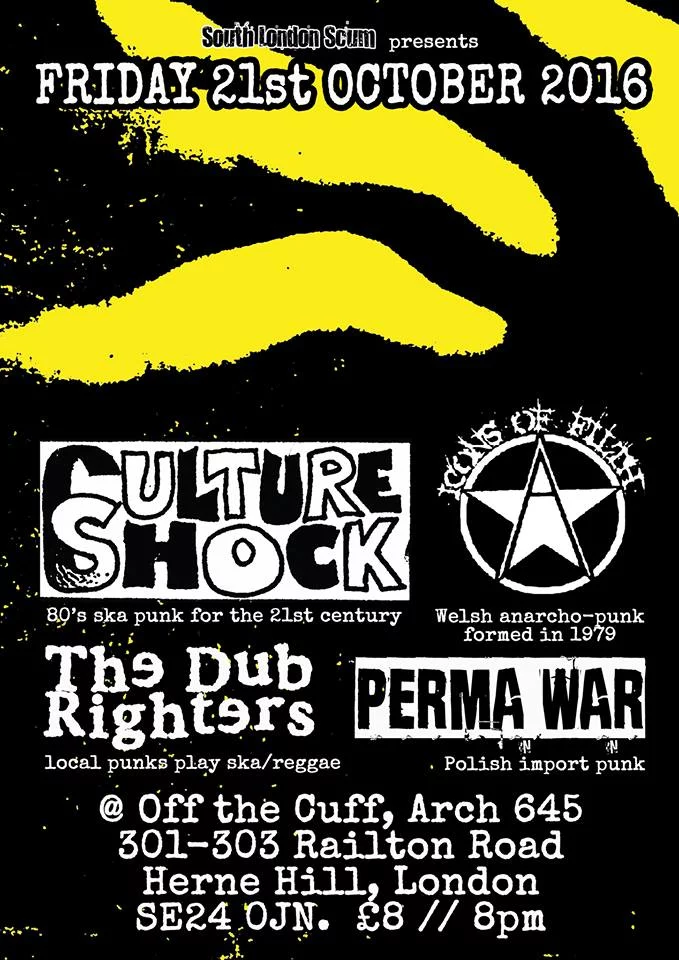 South London Scum presents
FRIDAY 21st OCTOBER 2016
ICONS OF FILTH
CULTURE
SHOCK
80's ska punk for the 21st century
Welsh anarcho-punk
formed in 1979
The Dub
Righters
PERMA WAR
local punks play ska/reggae
Polish import punk
@ Off the Cuff, Arch 645
301-303 Railton Road
Herne Hill, London
SE24 0JN. £8 // 8pm